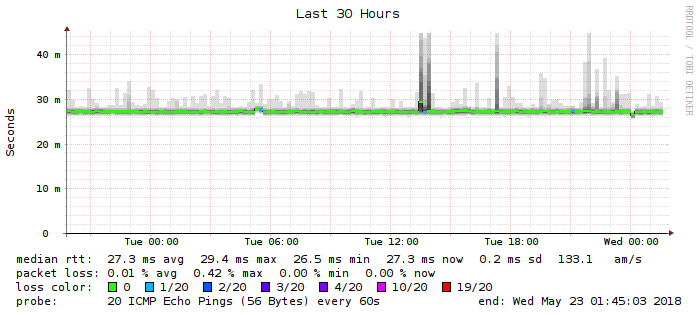 Last 30 Hours
RRDTOOL / TOBI OETIKER
Seconds
40 m
30 m
20 m
10 m
0
Tue 00:00 Tue 06:00 Tue 12:00 Tue 18:00 Wed 00:00
median rtt: 27.3 ms avg 29.4 ms max 26.5 ms min 27.3 ms now 0.2 ms sd 133.1 am/s
packet loss: 0.01 % avg 0.42 % max 0.00 % min 0.00 % now
loss color: 0 1/20 2/20 3/20 4/20 10/20 19/20
probe: 20 ICMP Echo Pings (56 Bytes) every 60s end: Wed May 23 01:45:03 2018